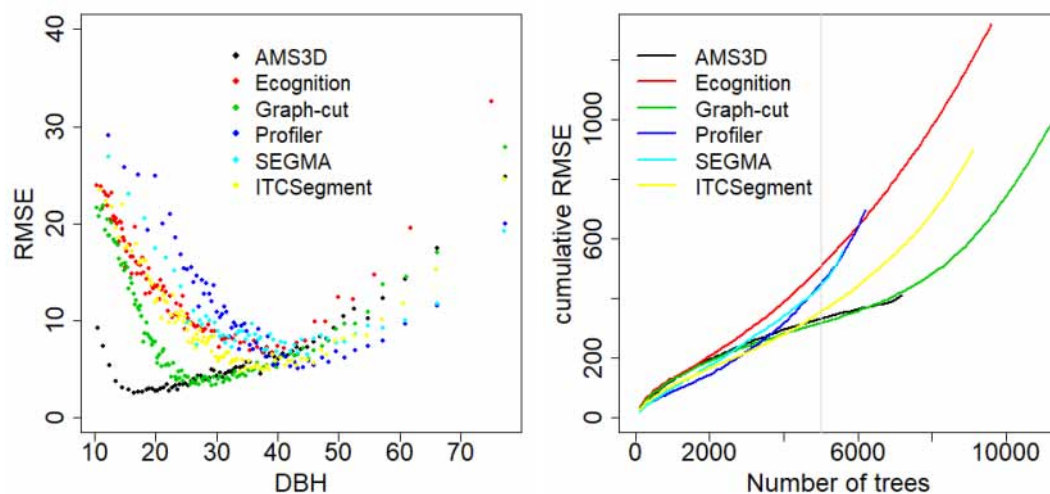 RMSE
40
30
20
10
0
AMS3D
Ecognition
Graph-cut
Profiler
SEGMA
ITCSegment
10 20 30 40 50 60 70
DBH
cumulative RMSE
1000
600
200
0
AMS3D
Ecognition
Graph-cut
Profiler
SEGMA
ITCSegment
0 2000 6000 10000
Number of trees